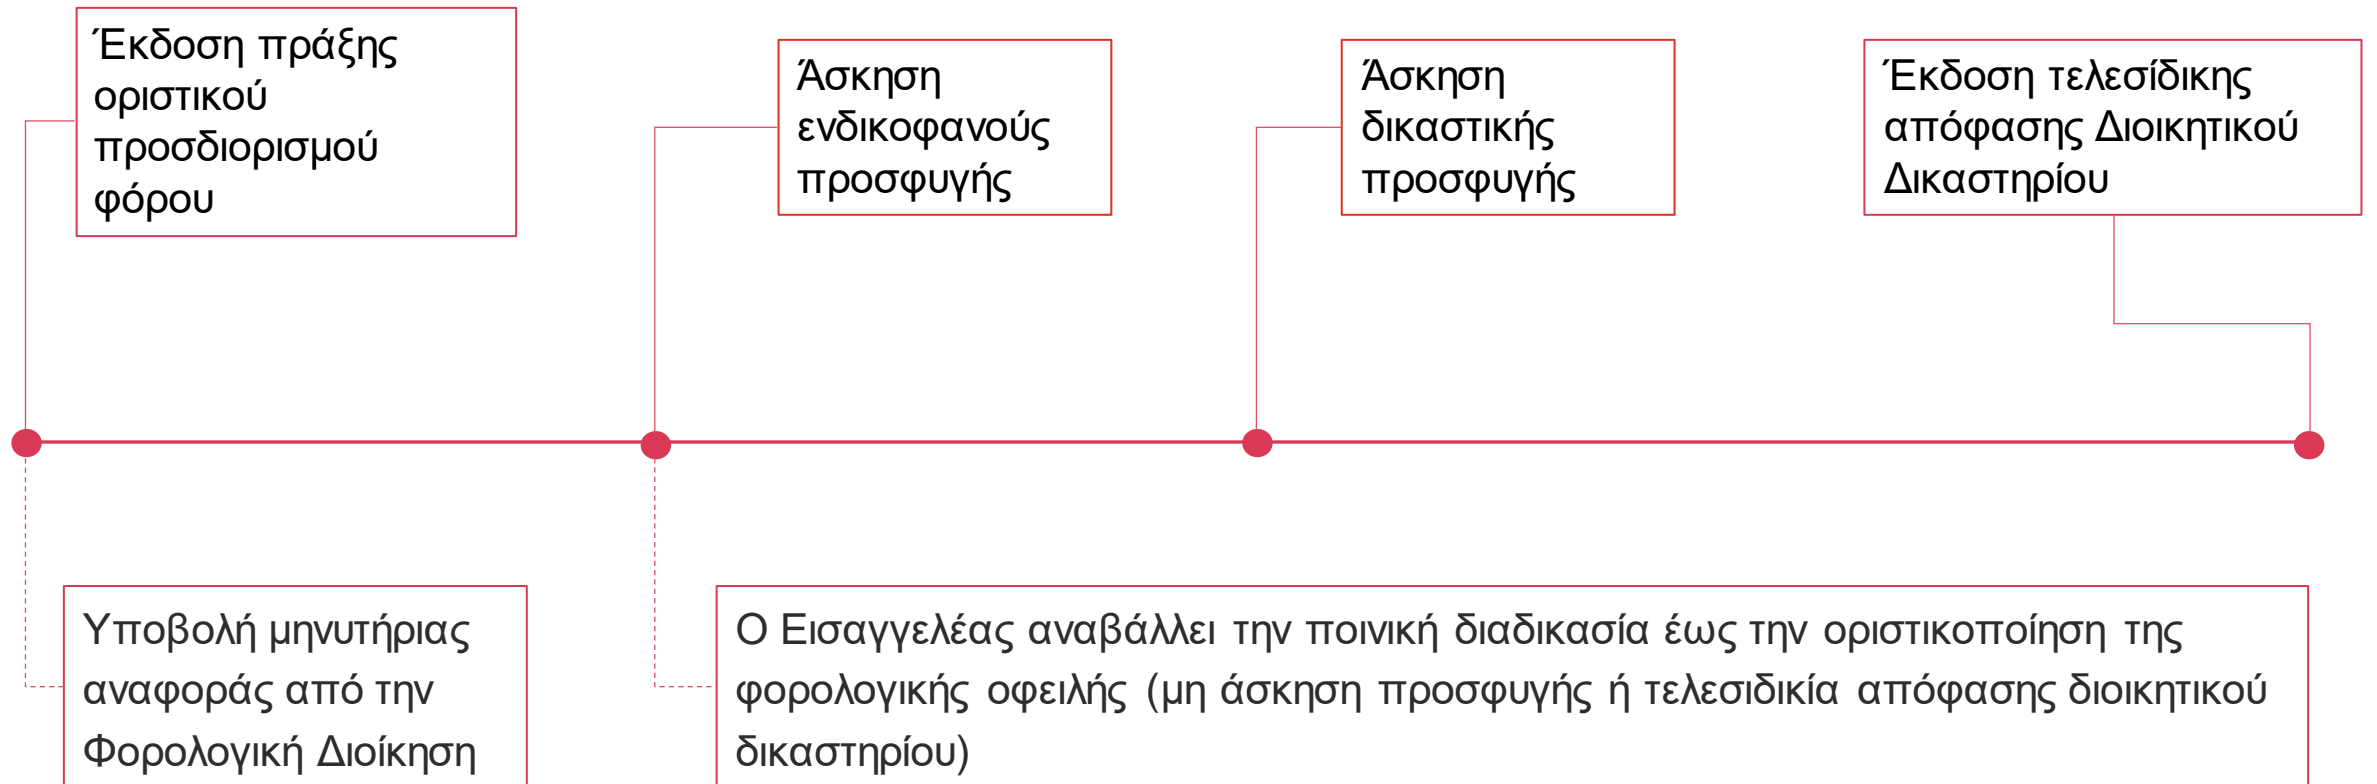 Έκδοση πράξης
οριστικού
προσδιορισμού
φόρου
Άσκηση
ενδικοφανούς
προσφυγής
Άσκηση
δικαστικής
προσφυγής
Έκδοση τελεσίδικης
απόφασης Διοικητικού
Δικαστηρίου
Υποβολή μηνυτήριας
αναφοράς από την
Φορολογική Διοίκηση
Ο Εισαγγελέας αναβάλλει την ποινική διαδικασία έως την οριστικοποίηση της
φορολογικής οφειλής (μη άσκηση προσφυγής ή τελεσιδικία απόφασης διοικητικού
δικαστηρίου)